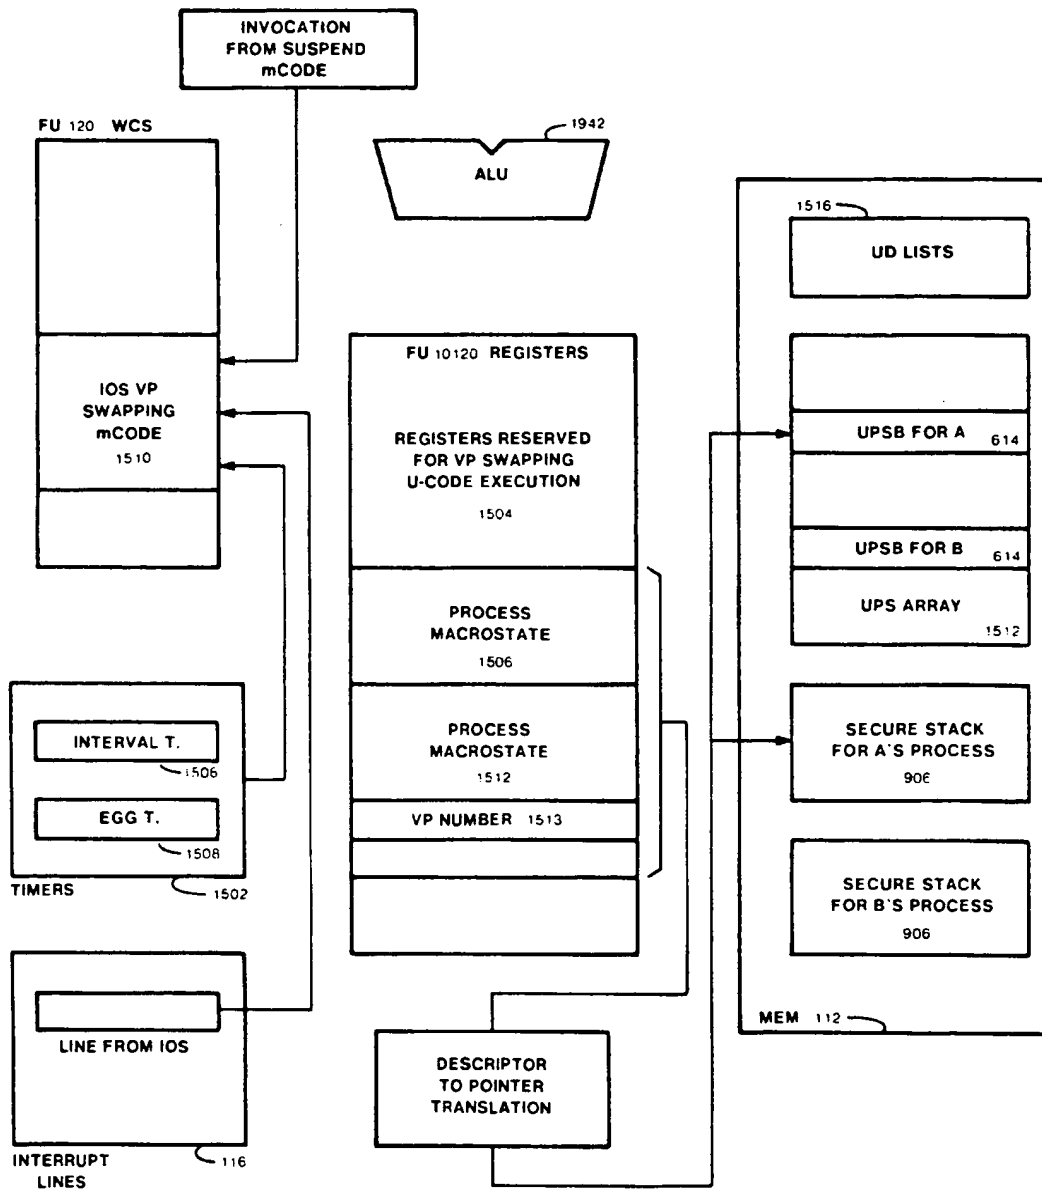 INVOCATION
FROM SUSPEND
mCODE
FU 120 WCS
1942
ALU
1516
UD LISTS
FU 10120 REGISTERS
IOS VP
SWAPPING
mCODE
1510
REGISTERS RESERVED
FOR VP SWAPPING
U-CODE EXECUTION
1504
UPSB FOR A 614
UPSB FOR B 614
UPS ARRAY
1512
PROCESS
MACROSTATE
1506
PROCESS
MACROSTATE
1512
VP NUMBER 1513
INTERVAL T.
1506
EGG T.
1508
TIMERS
1502
SECURE STACK
FOR A'S PROCESS
906
SECURE STACK
FOR B'S PROCESS
906
MEM 112
LINE FROM IOS
INTERRUPT
LINES
116
DESCRIPTOR
TO POINTER
TRANSLATION